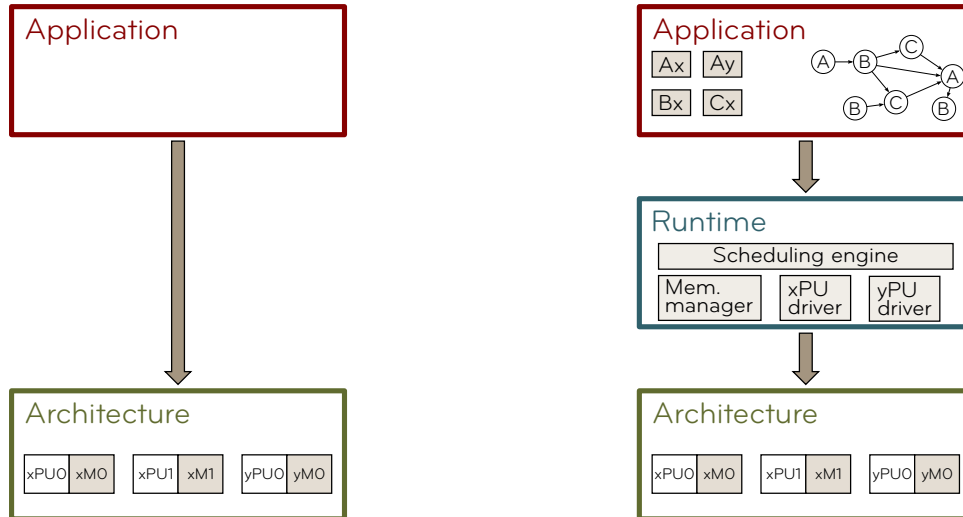 Application
Architecture
xPU0 xM0 xPU1 xM1 yPU0 yM0
Application
Ax Ay
Bx Cx
A B C A
B C B
Runtime
Scheduling engine
Mem. manager
xPU driver
yPU driver
Architecture
xPU0 xM0 xPU1 xM1 yPU0 yM0